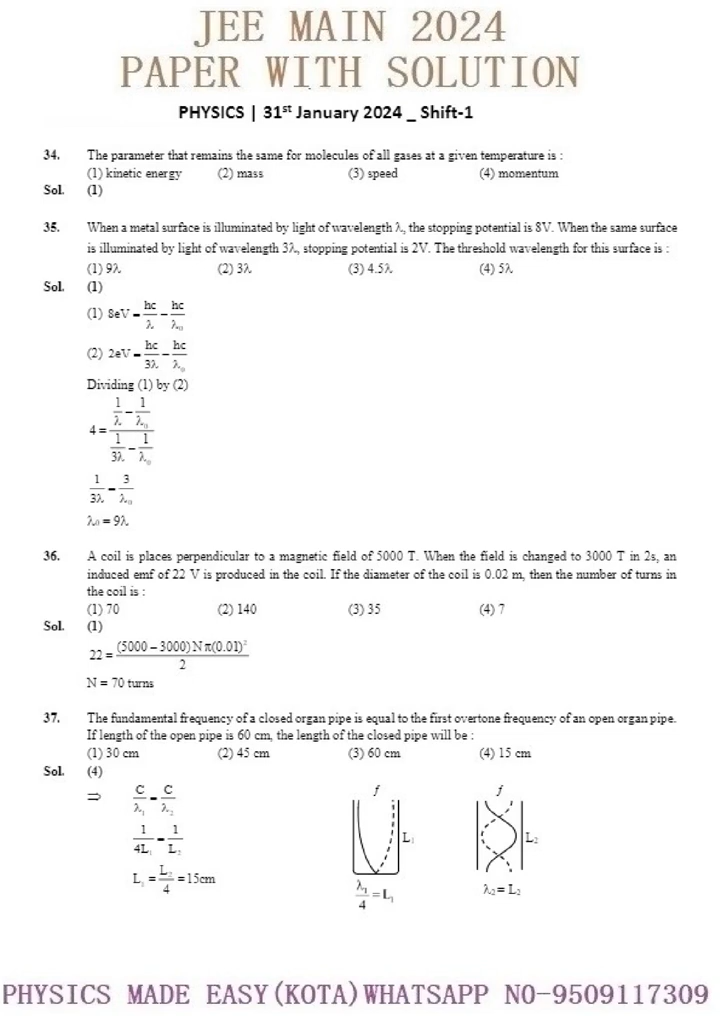 JEE MAIN 2024
PAPER WITH SOLUTION
PHYSICS | 31st January 2024 _ Shift-1
34. The parameter that remains the same for molecules of all gases at a given temperature is :
(1) kinetic energy (2) mass (3) speed (4) momentum
Sol. (1)
35. When a metal surface is illuminated by light of wavelength λ, the stopping potential is 8V. When the same surface
is illuminated by light of wavelength 3λ, stopping potential is 2V. The threshold wavelength for this surface is :
(1) 9λ (2) 3λ (3) 4.5λ (4) 5λ
Sol. (1)
(1) 8eV = hc/λ − hc/λ₀
(2) 2eV = hc/3λ − hc/λ₀
Dividing (1) by (2)
4 = (1/λ − 1/λ₀)/(1/3λ − 1/λ₀)
1/3λ = 3/λ₀
λ₀ = 9λ
36. A coil is places perpendicular to a magnetic field of 5000 T. When the field is changed to 3000 T in 2s, an
induced emf of 22 V is produced in the coil. If the diameter of the coil is 0.02 m, then the number of turns in
the coil is :
(1) 70 (2) 140 (3) 35 (4) 7
Sol. (1)
22 = (5000 − 3000) N π(0.01)²/2
N = 70 turns
37. The fundamental frequency of a closed organ pipe is equal to the first overtone frequency of an open organ pipe.
If length of the open pipe is 60 cm, the length of the closed pipe will be :
(1) 30 cm (2) 45 cm (3) 60 cm (4) 15 cm
Sol. (4)
⇒ C/λ₁ = C/λ₂
1/4L₁ = 1/L₂
L₁ = L₂/4 = 15cm
f
L₁
λ₁/4 = L₁
f
L₂
λ₂ = L₂
PHYSICS MADE EASY(KOTA)WHATSAPP NO-9509117309